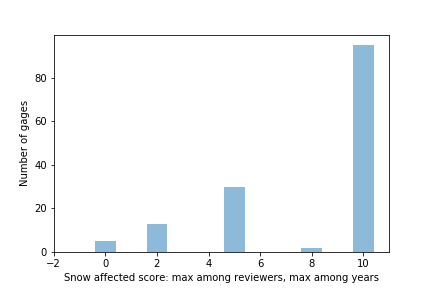 Number of gages
80
60
40
20
0
−2 0 2 4 6 8 10
Snow affected score: max among reviewers, max among years